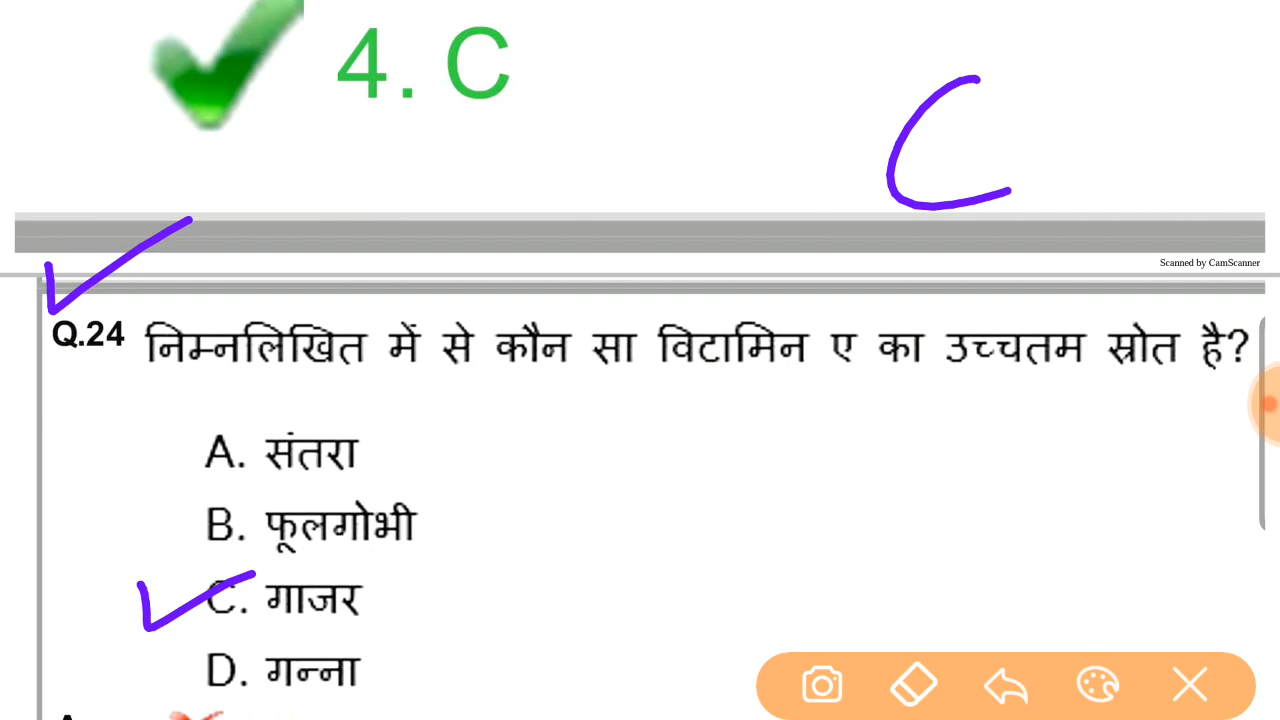 4. C
C
Scanned by CamScanner
Q.24 निम्नलिखित में से कौन सा विटामिन ए का उच्चतम स्रोत है?
A. संतरा
B. फूलगोभी
C. गाजर
D. गन्ना